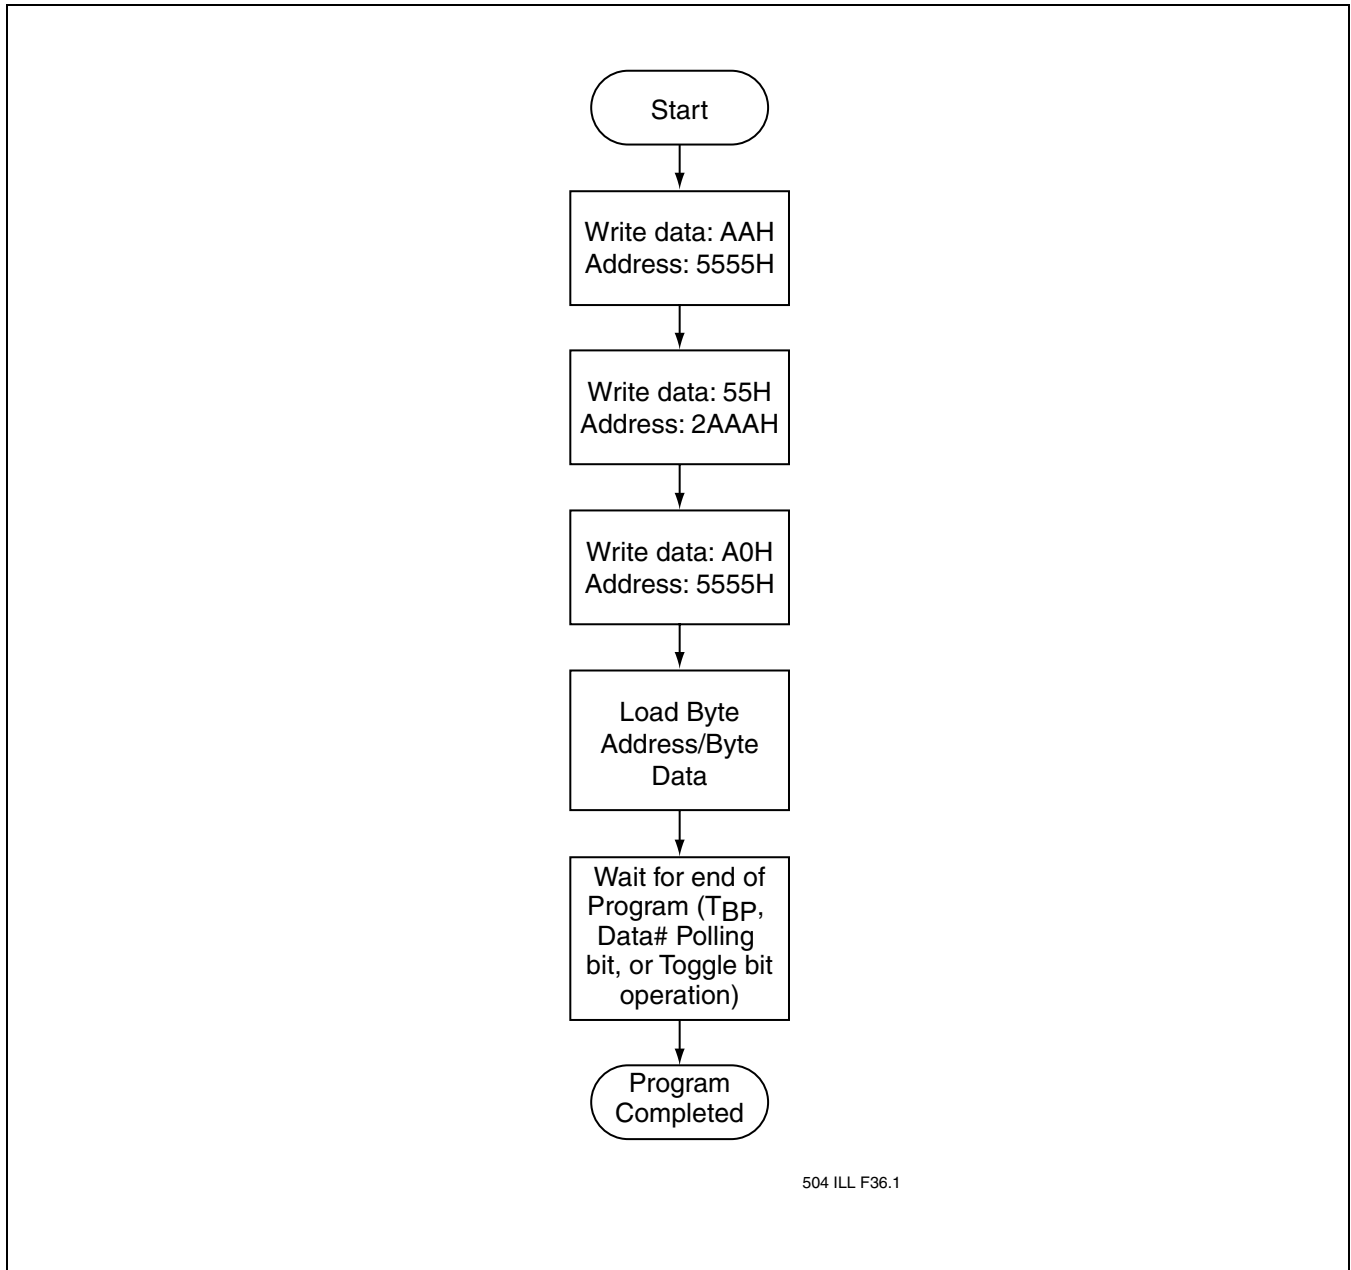 Start
Write data: AAH
Address: 5555H
Write data: 55H
Address: 2AAAH
Write data: A0H
Address: 5555H
Load Byte
Address/Byte
Data
Wait for end of
Program (TBP,
Data# Polling
bit, or Toggle bit
operation)
Program
Completed
504 ILL F36.1